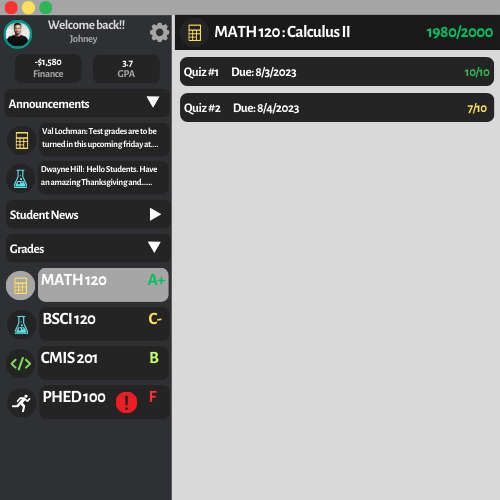 Welcome back!!
Johney
-$1,580
Finance
3.7
GPA
Announcements
Val Lochman: Test grades are to be
turned in this upcoming friday at....
Dwayne Hill: Hello Students. Have
an amazing Thanksgiving and......
Student News
Grades
MATH 120 A+
BSCI 120 C-
</> CMIS 201 B
PHED 100 ! F
MATH 120 : Calculus II 1980/2000
Quiz #1 Due: 8/3/2023 10/10
Quiz #2 Due: 8/4/2023 7/10